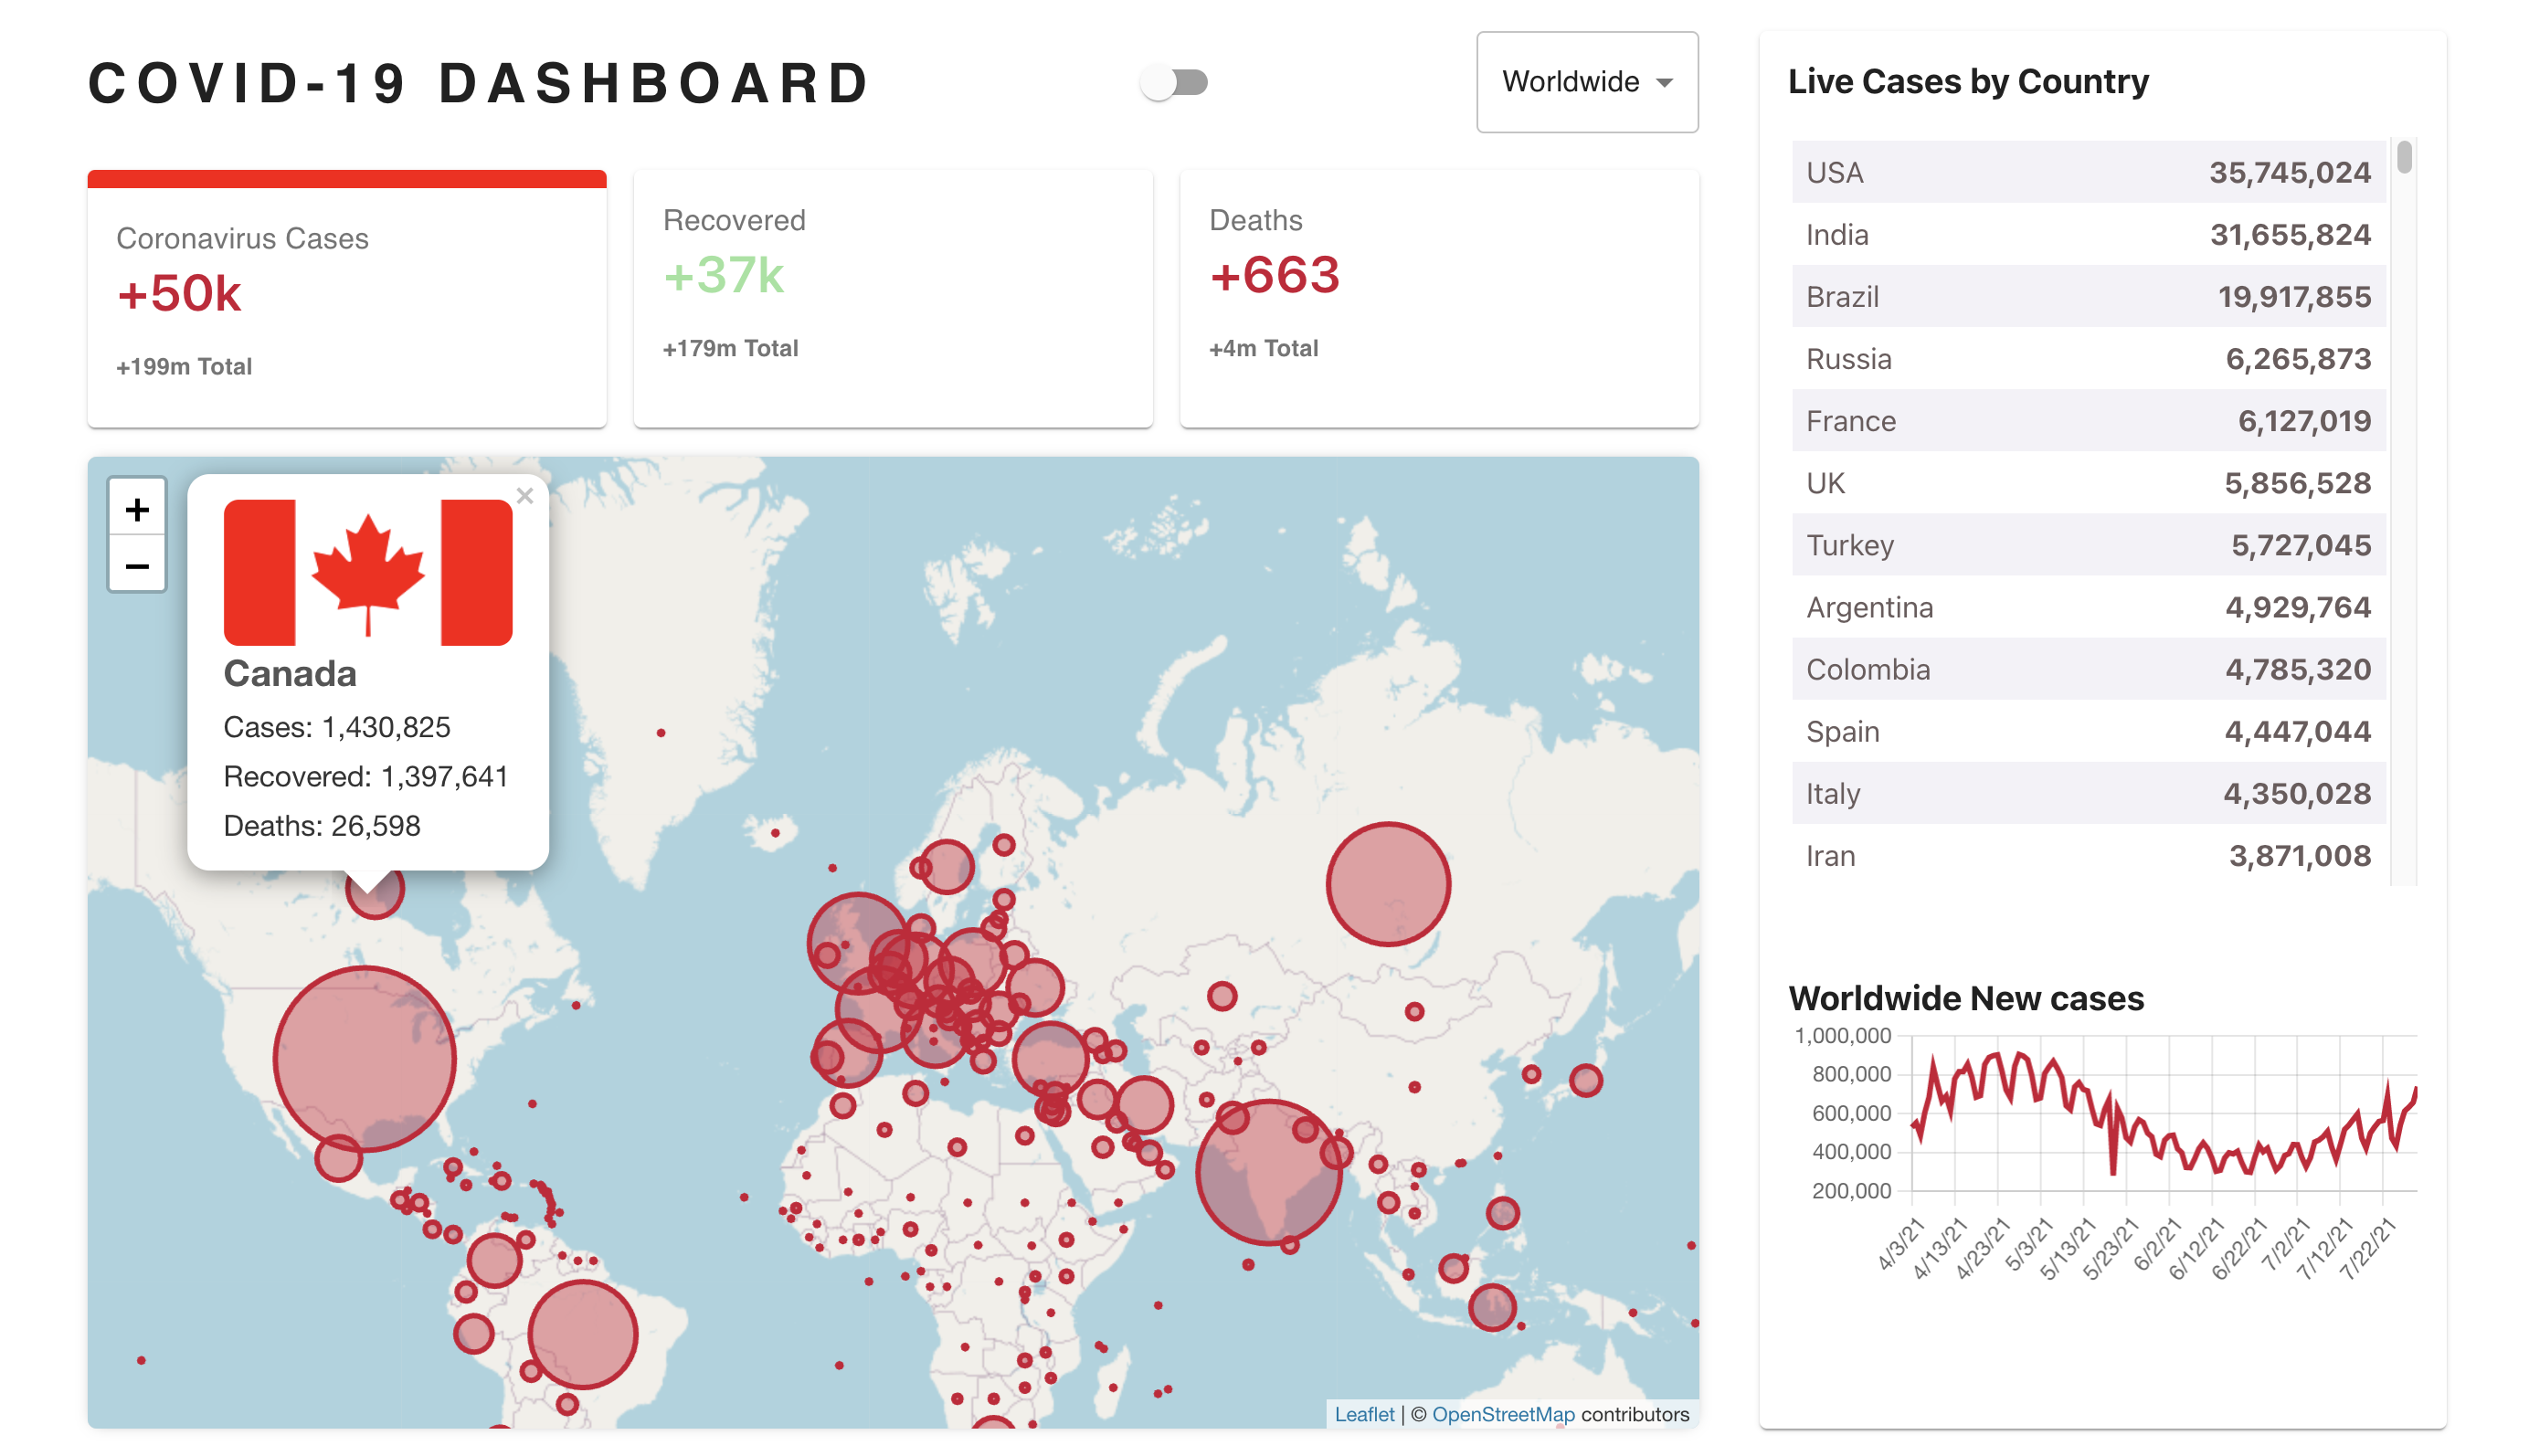 COVID-19 DASHBOARD
Worldwide
Coronavirus Cases
+50k
+199m Total
Recovered
+37k
+179m Total
Deaths
+663
+4m Total
+
−
×
Canada
Cases: 1,430,825
Recovered: 1,397,641
Deaths: 26,598
Leaflet | © OpenStreetMap contributors
Live Cases by Country
USA 35,745,024
India 31,655,824
Brazil 19,917,855
Russia 6,265,873
France 6,127,019
UK 5,856,528
Turkey 5,727,045
Argentina 4,929,764
Colombia 4,785,320
Spain 4,447,044
Italy 4,350,028
Iran 3,871,008
Worldwide New cases
1,000,000
800,000
600,000
400,000
200,000
4/3/21 4/13/21 4/23/21 5/3/21 5/13/21 5/23/21 6/2/21 6/12/21 6/22/21 7/2/21 7/12/21 7/22/21